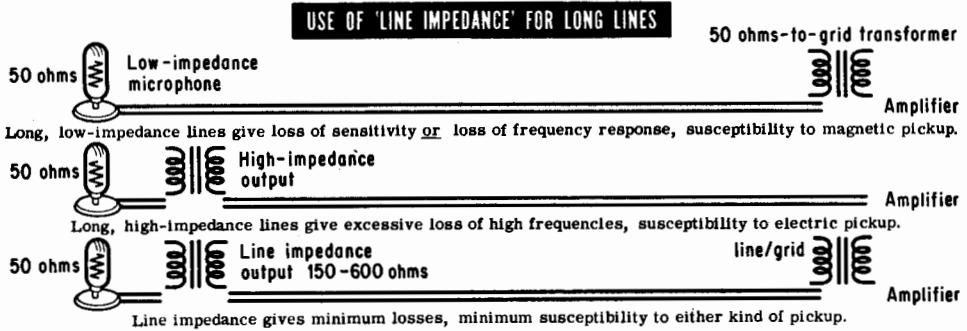 USE OF 'LINE IMPEDANCE' FOR LONG LINES
50 ohms-to-grid transformer
50 ohms
Low-impedance
microphone
Amplifier
Long, low-impedance lines give loss of sensitivity or loss of frequency response, susceptibility to magnetic pickup.
50 ohms
High-impedance
output
Amplifier
Long, high-impedance lines give excessive loss of high frequencies, susceptibility to electric pickup.
50 ohms
Line impedance
output 150-600 ohms
line/grid
Amplifier
Line impedance gives minimum losses, minimum susceptibility to either kind of pickup.